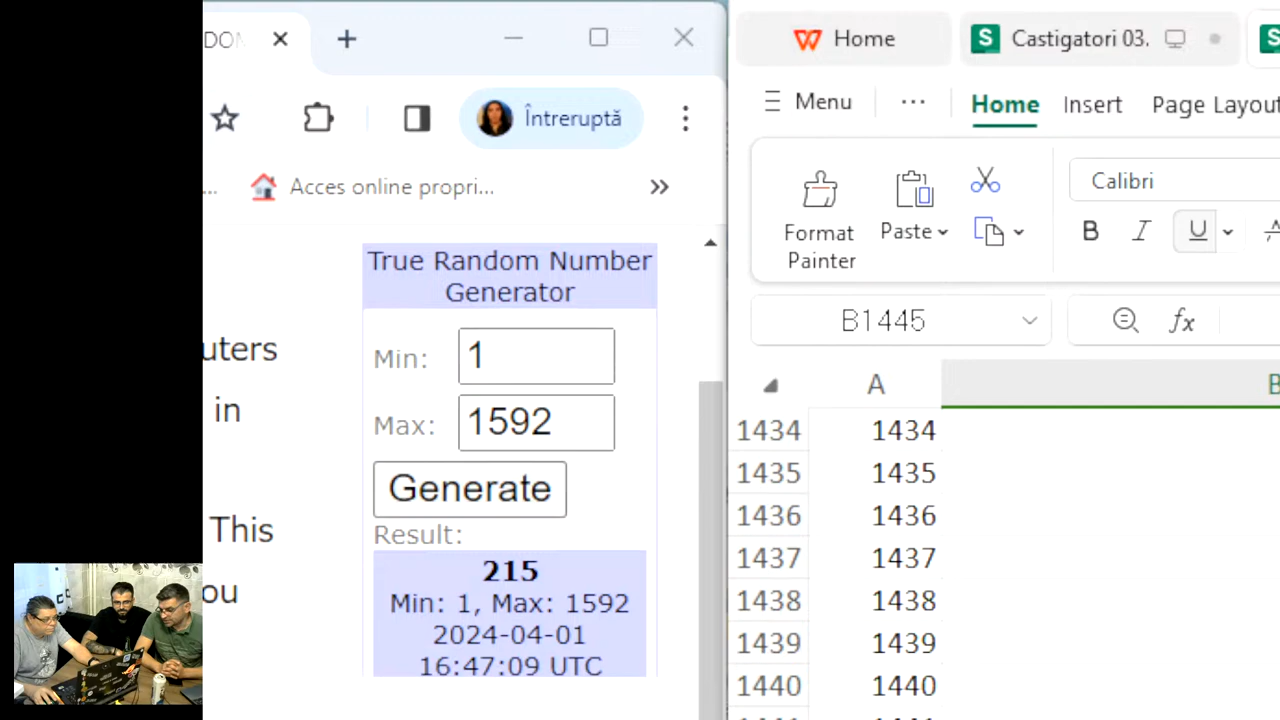 DOM
Întreruptă
... Acces online propri... »
True Random Number
Generator
Min: 1
Max: 1592
Generate
Result:
215
Min: 1, Max: 1592
2024-04-01
16:47:09 UTC
uters
in
This
ou
Home
S Castigatori 03.
S
Menu ... Home Insert Page Layout
Format
Painter
Paste
Calibri
B I U A
B1445
fx
A B
1434 1434
1435 1435
1436 1436
1437 1437
1438 1438
1439 1439
1440 1440